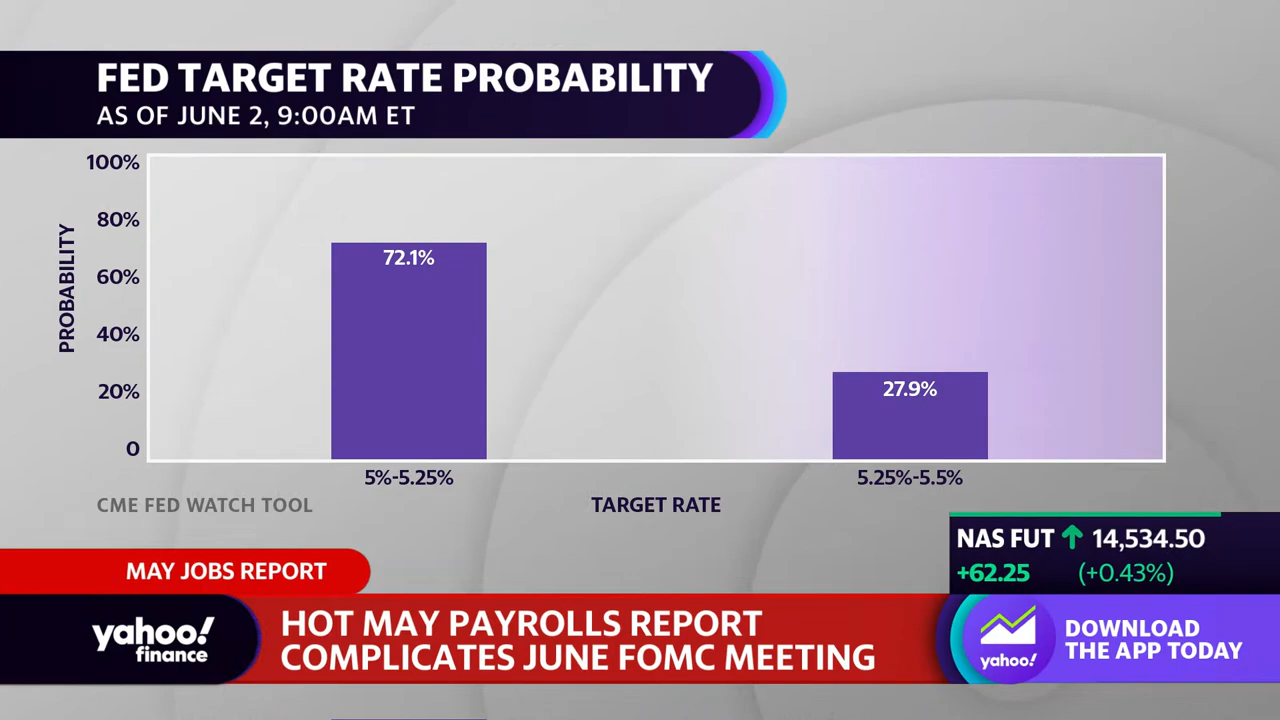 FED TARGET RATE PROBABILITY
AS OF JUNE 2, 9:00AM ET
100%
80%
60%
40%
20%
0
PROBABILITY
72.1%
27.9%
5%-5.25%
5.25%-5.5%
CME FED WATCH TOOL
TARGET RATE
NAS FUT 14,534.50
+62.25 (+0.43%)
MAY JOBS REPORT
yahoo!
finance
HOT MAY PAYROLLS REPORT
COMPLICATES JUNE FOMC MEETING
yahoo!
DOWNLOAD
THE APP TODAY